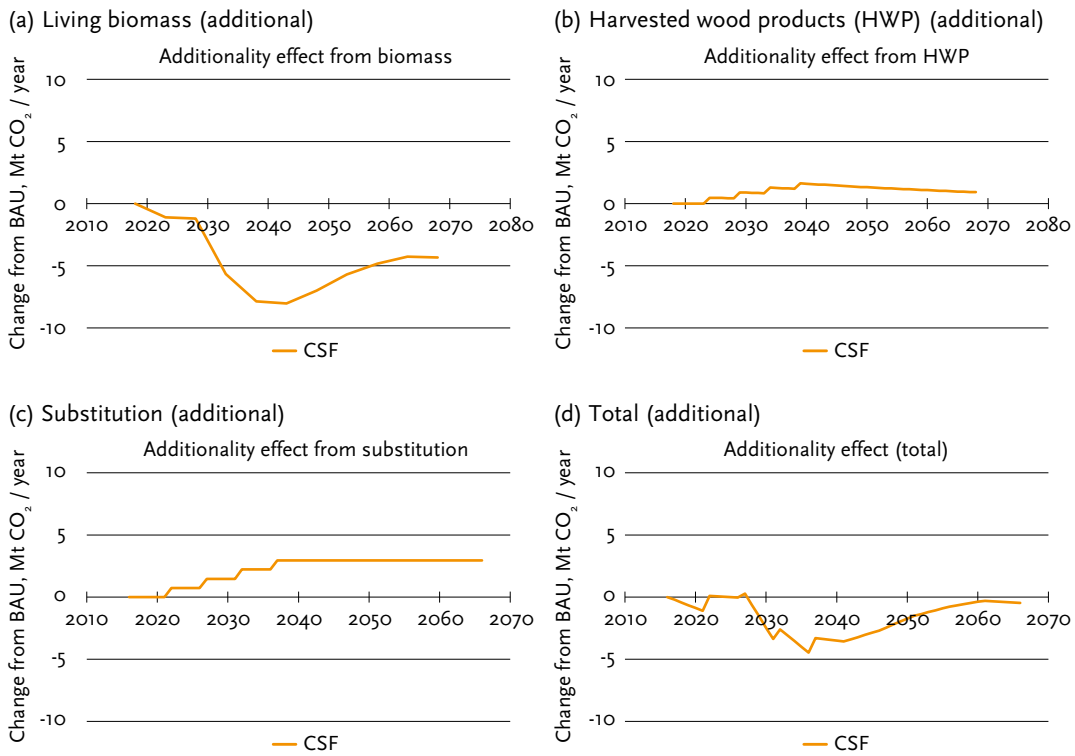 (a) Living biomass (additional)
Additionality effect from biomass
Change from BAU, Mt CO₂ / year
10
5
0
-5
-10
2010 2020 2030 2040 2050 2060 2070 2080
CSF
(b) Harvested wood products (HWP) (additional)
Additionality effect from HWP
Change from BAU, Mt CO₂ / year
10
5
0
-5
-10
2010 2020 2030 2040 2050 2060 2070 2080
CSF
(c) Substitution (additional)
Additionality effect from substitution
Change from BAU, Mt CO₂ / year
10
5
0
-5
-10
2010 2020 2030 2040 2050 2060 2070
CSF
(d) Total (additional)
Additionality effect (total)
Change from BAU, Mt CO₂ / year
10
5
0
-5
-10
2010 2020 2030 2040 2050 2060 2070
CSF